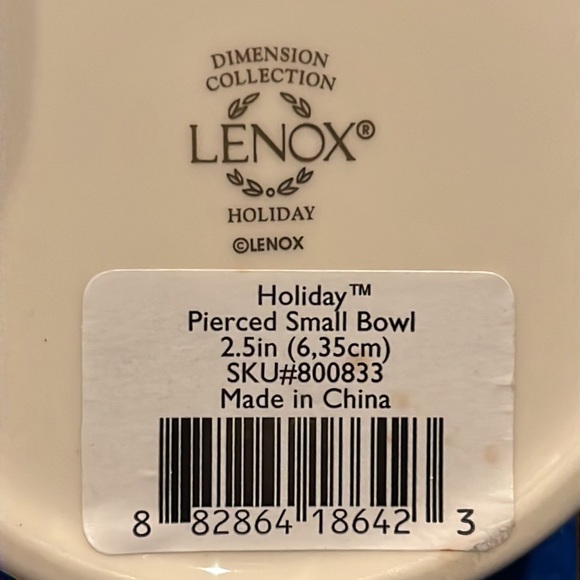 DIMENSION
COLLECTION
LENOX®
HOLIDAY
©LENOX
Holiday™
Pierced Small Bowl
2.5in (6,35cm)
SKU#800833
Made in China
8 82864 18642 3